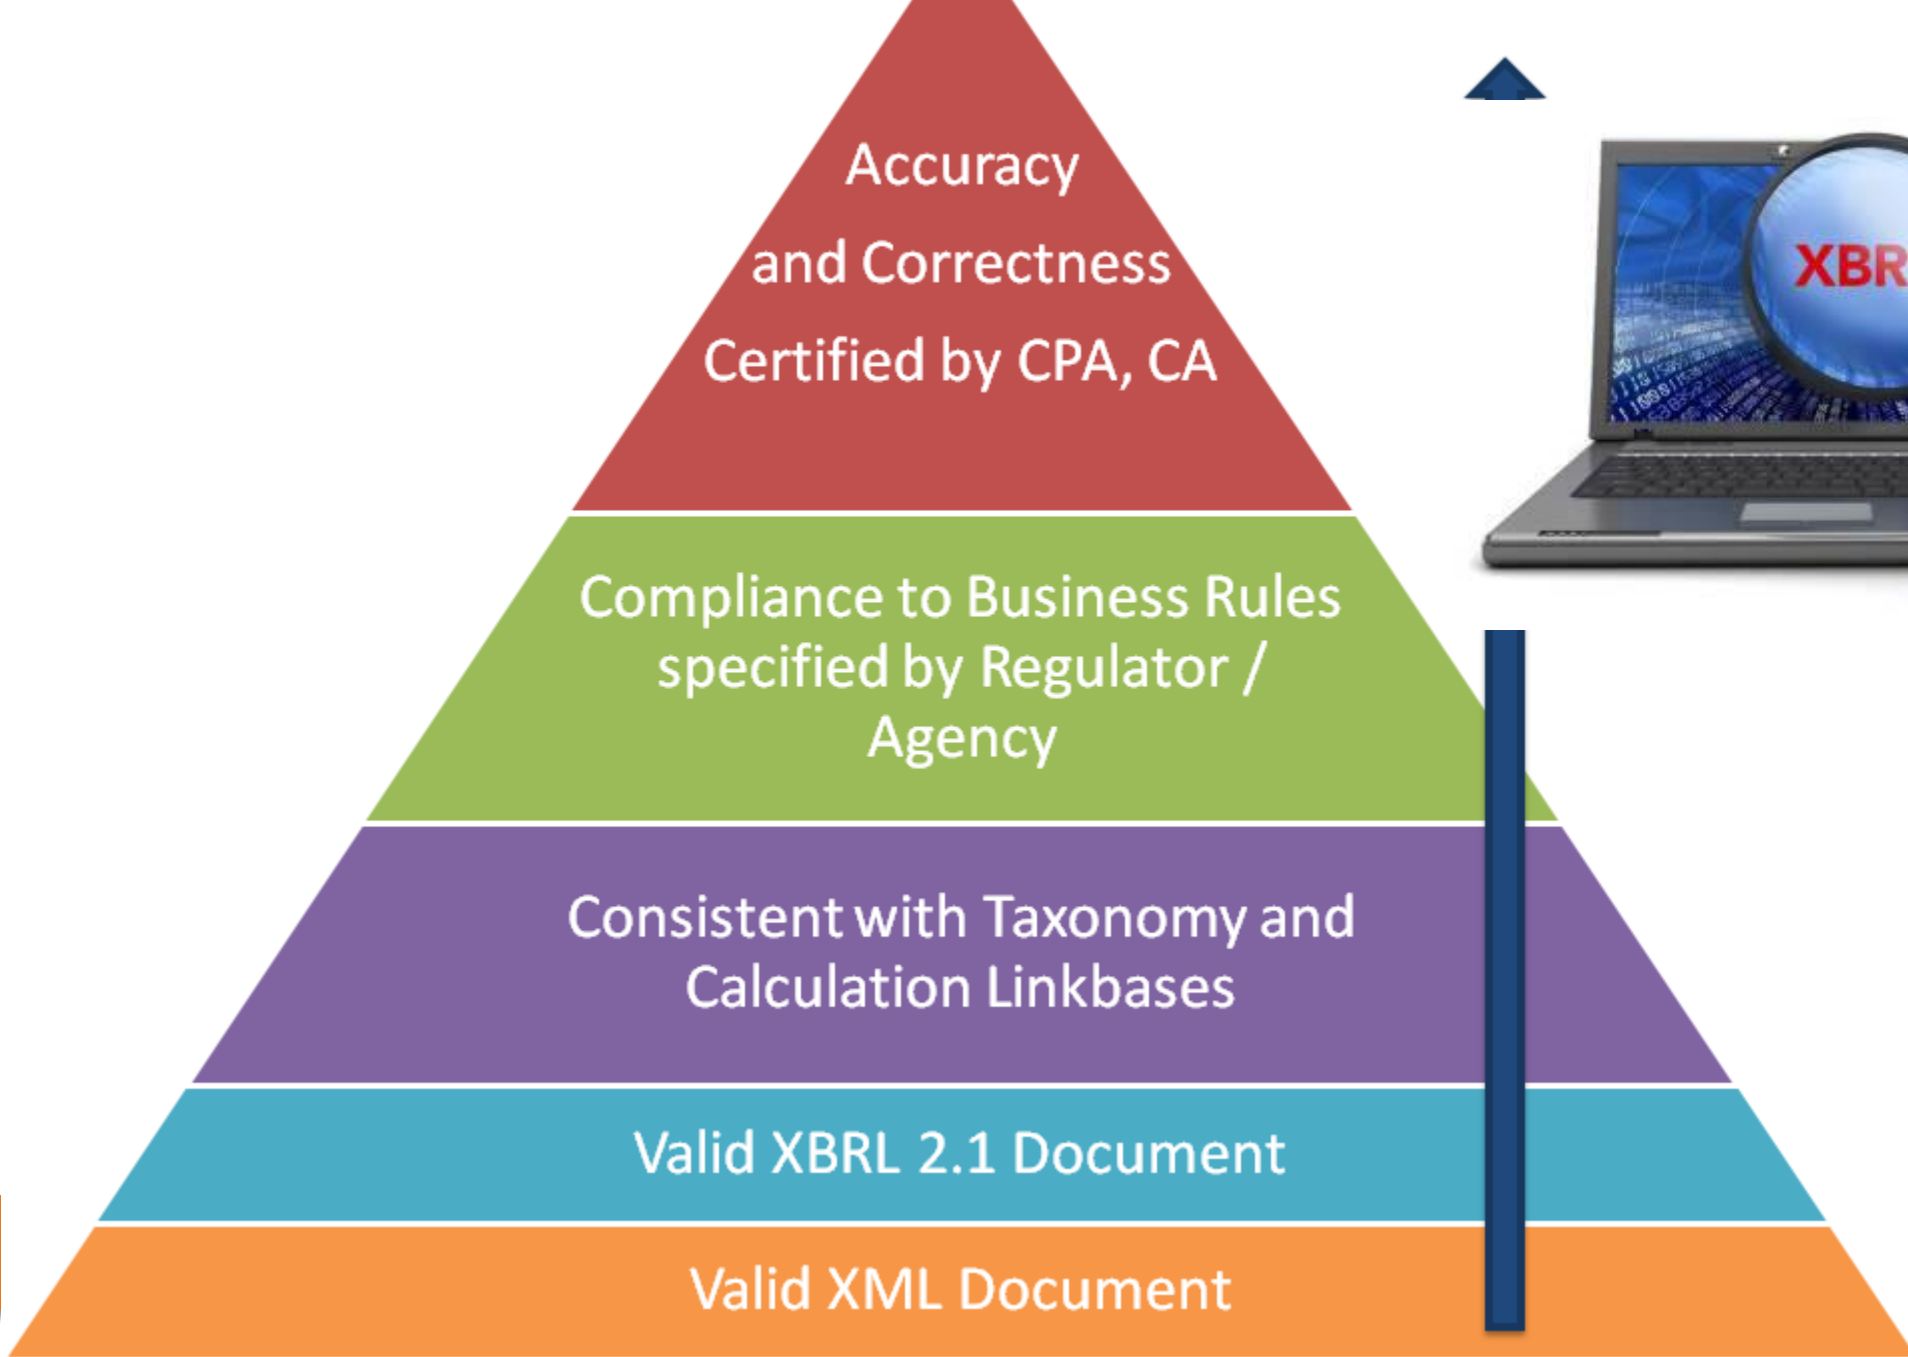 Accuracy
and Correctness
Certified by CPA, CA
XBR
Compliance to Business Rules
specified by Regulator /
Agency
Consistent with Taxonomy and
Calculation Linkbases
Valid XBRL 2.1 Document
Valid XML Document